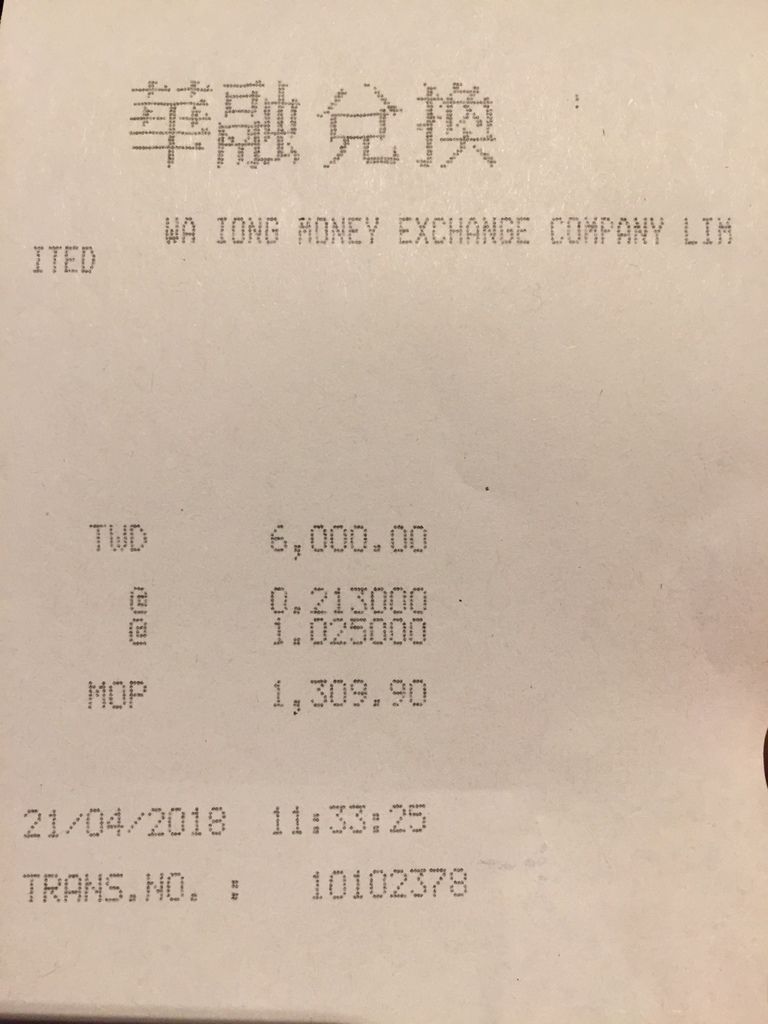 華融兌換
WA IONG MONEY EXCHANGE COMPANY LIM
ITED
TWD 6,000.00
@ 0.213000
@ 1.025000
MOP 1,309.90
21/04/2018 11:33:25
TRANS.NO. : 10102378